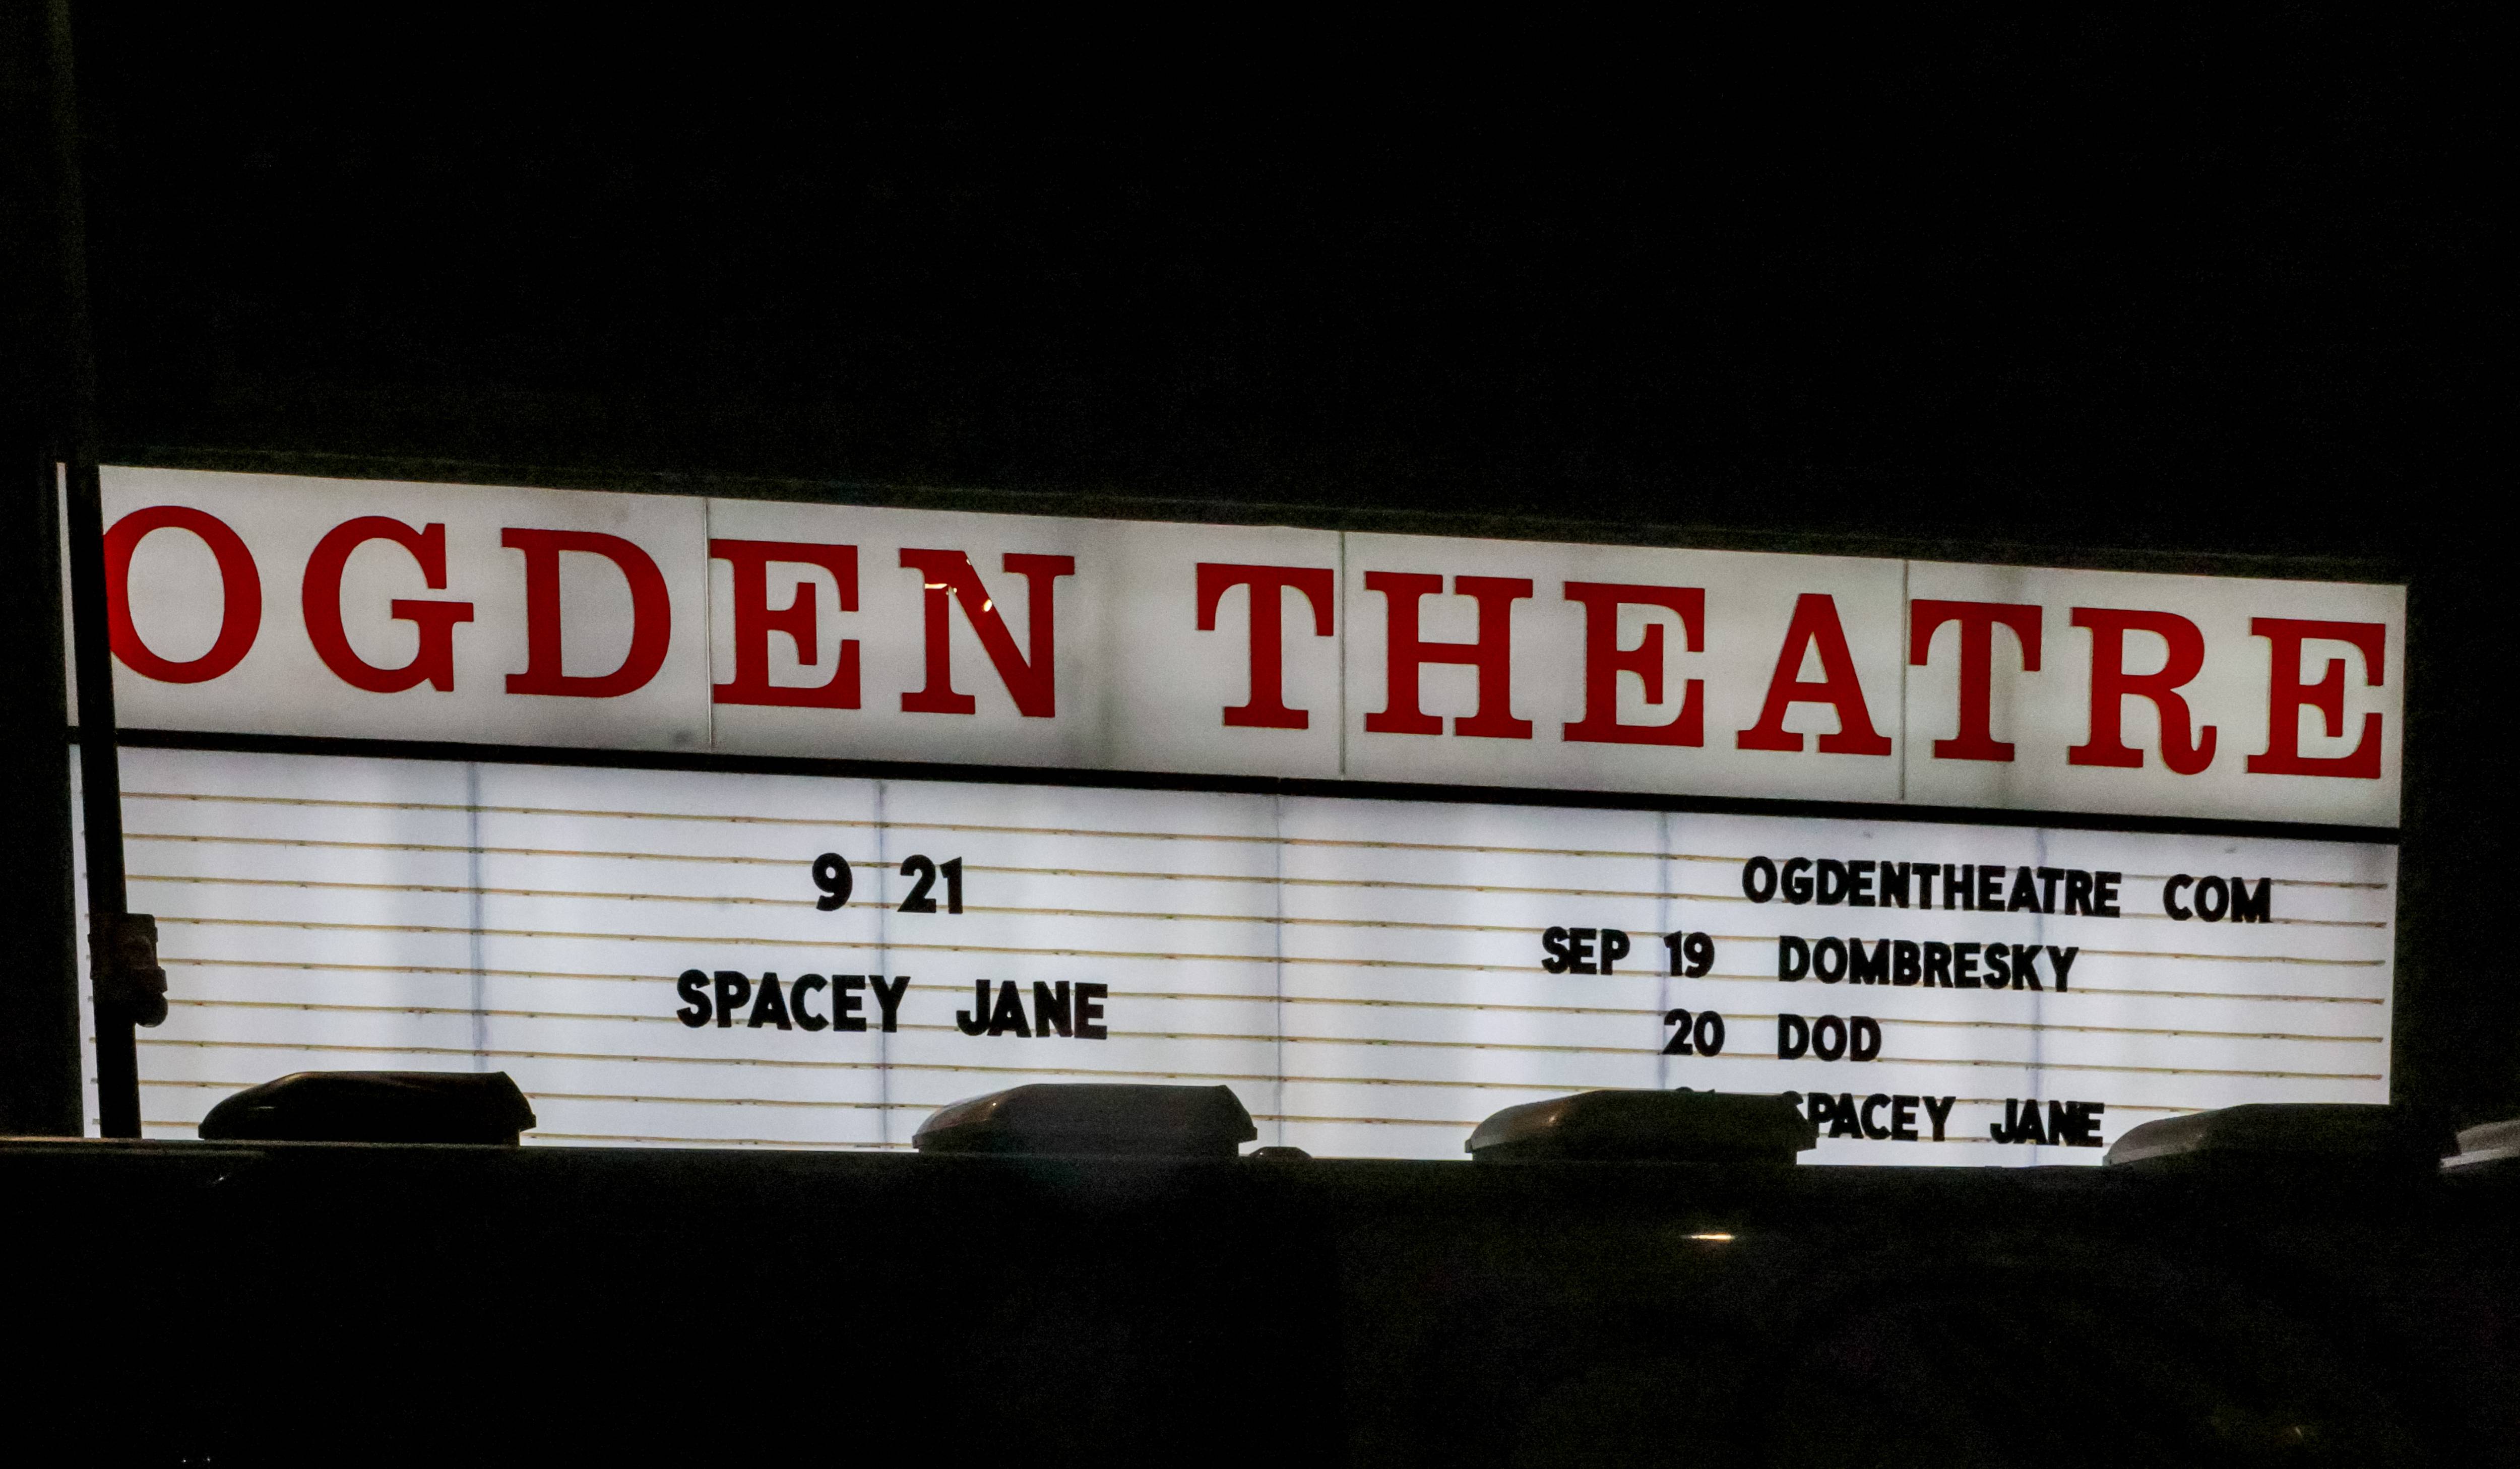 OGDEN THEATRE
9 21
SPACEY JANE
OGDENTHEATRE COM
SEP 19 DOMBRESKY
20 DOD
SPACEY JANE